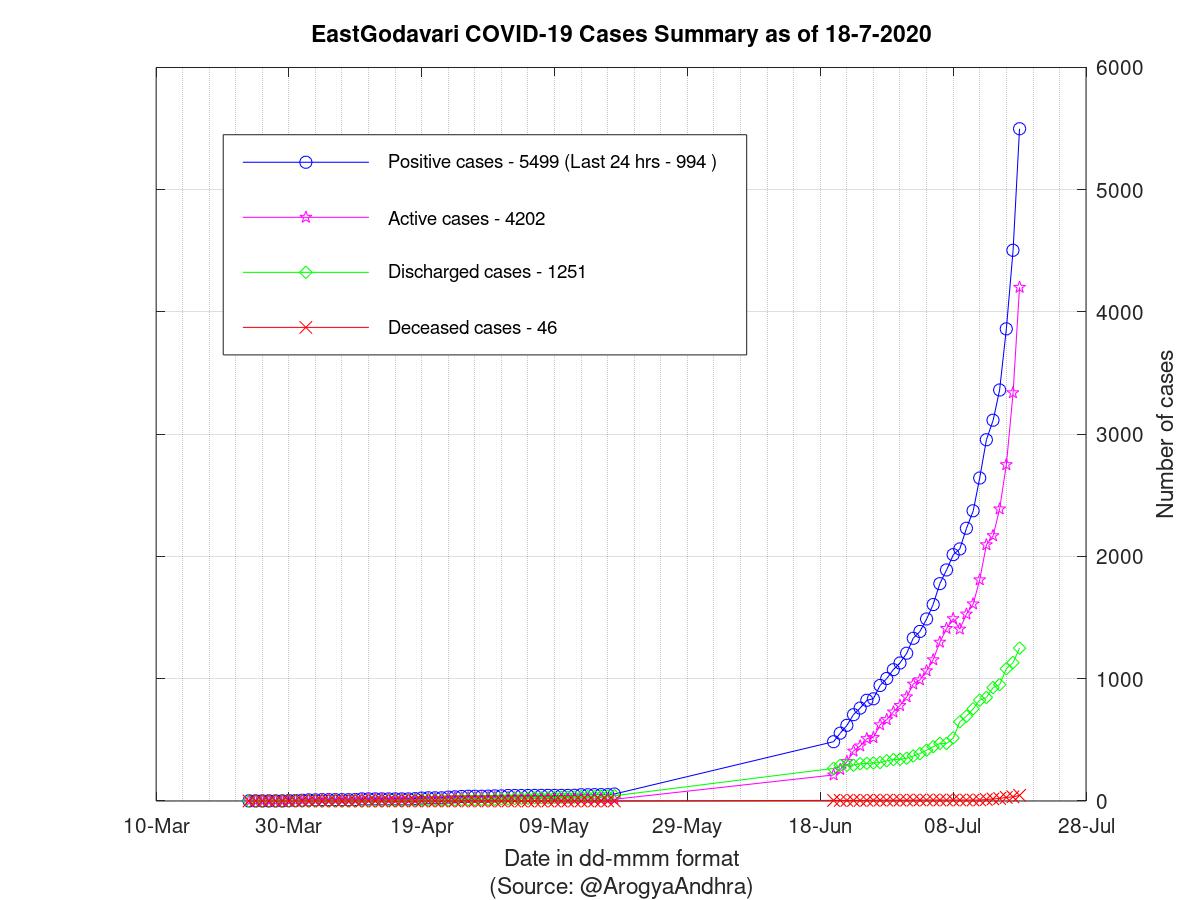 EastGodavari COVID-19 Cases Summary as of 18-7-2020
6000
Positive cases - 5499 (Last 24 hrs - 994 )
5000
Active cases - 4202
Discharged cases - 1251
4000
Deceased cases - 46
3000
Number of cases
2000
1000
0
10-Mar 30-Mar 19-Apr 09-May 29-May 18-Jun 08-Jul 28-Jul
Date in dd-mmm format
(Source: @ArogyaAndhra)